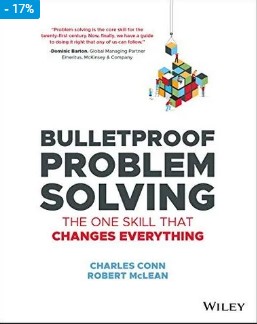 - 17%
"Problem solving is the core skill for the
twenty-first century. Now, finally, we have a guide
to doing it right that any of us can follow."
-Dominic Barton, Global Managing Partner
Emeritus, McKinsey & Company
BULLETPROOF
PROBLEM
SOLVING
THE ONE SKILL THAT
CHANGES EVERYTHING
CHARLES CONN
ROBERT McLEAN
WILEY